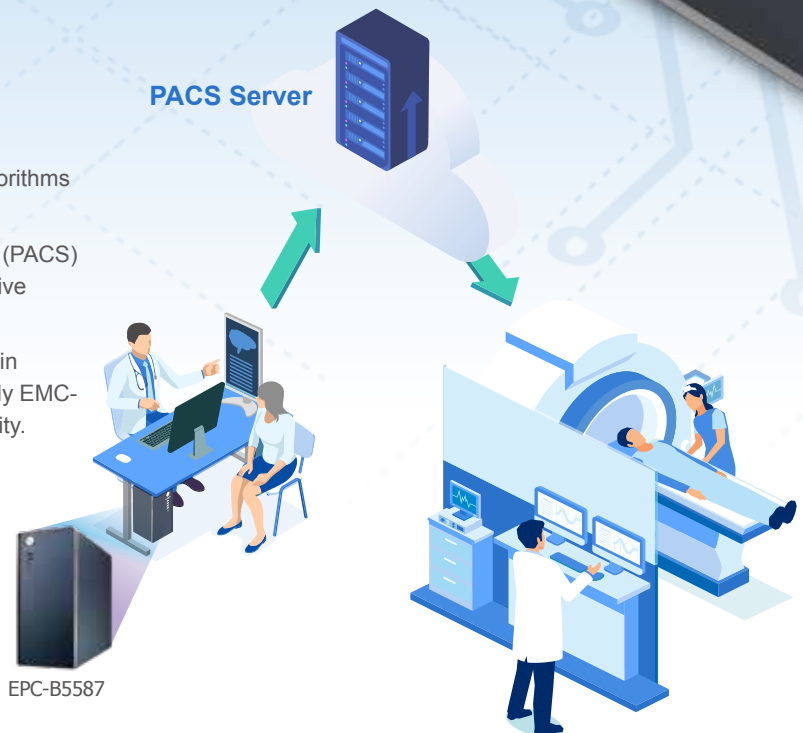 PACS Server
orithms
(PACS)
ive
in
ly EMC-
ity.
EPC-B5587